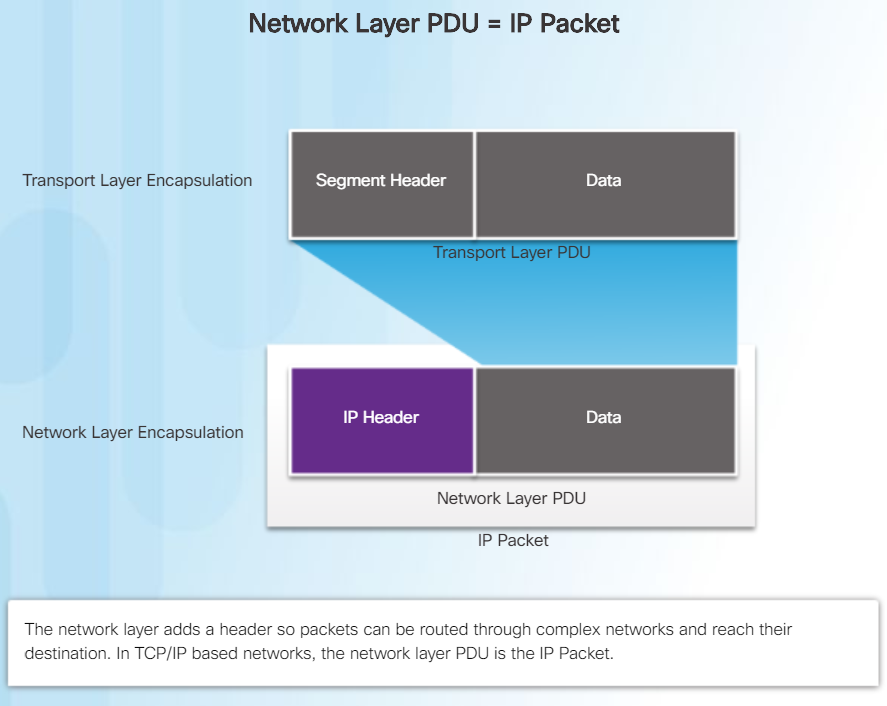 Network Layer PDU = IP Packet
Transport Layer Encapsulation
Segment Header
Data
Transport Layer PDU
Network Layer Encapsulation
IP Header
Data
Network Layer PDU
IP Packet
The network layer adds a header so packets can be routed through complex networks and reach their
destination. In TCP/IP based networks, the network layer PDU is the IP Packet.